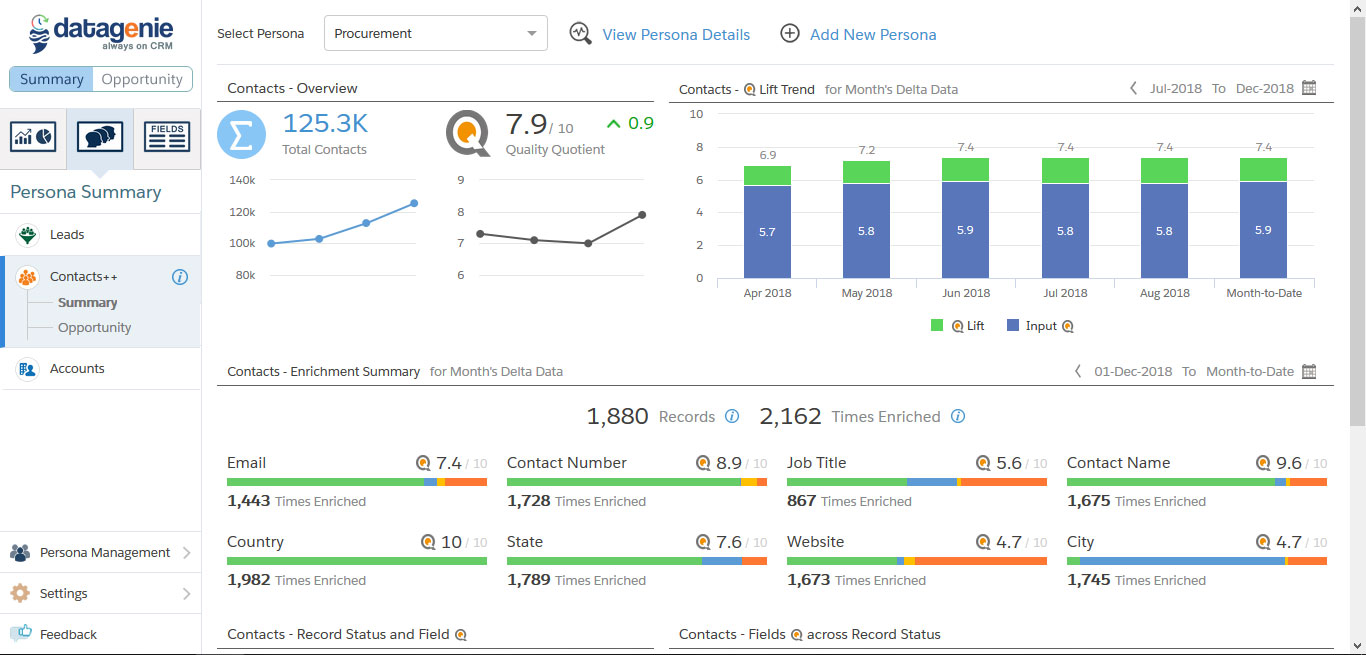 datagenie
always on CRM
Select Persona
Procurement
View Persona Details
Add New Persona
Summary
Opportunity
FIELDS
Persona Summary
Leads
Contacts++
Summary
Opportunity
Accounts
Persona Management
Settings
Feedback
Contacts - Overview
125.3K
Total Contacts
7.9 / 10
0.9
Quality Quotient
140k
120k
100k
80k
9
8
7
6
Contacts - Lift Trend for Month's Delta Data
Jul-2018 To Dec-2018
10
8
6
4
2
0
6.9
7.2
7.4
7.4
7.4
7.4
5.7
5.8
5.9
5.8
5.8
5.9
Apr 2018
May 2018
Jun 2018
Jul 2018
Aug 2018
Month-to-Date
Lift
Input
Contacts - Enrichment Summary for Month's Delta Data
01-Dec-2018 To Month-to-Date
1,880 Records 2,162 Times Enriched
Email 7.4 / 10
1,443 Times Enriched
Contact Number 8.9 / 10
1,728 Times Enriched
Job Title 5.6 / 10
867 Times Enriched
Contact Name 9.6 / 10
1,675 Times Enriched
Country 10 / 10
1,982 Times Enriched
State 7.6 / 10
1,789 Times Enriched
Website 4.7 / 10
1,673 Times Enriched
City 4.7 / 10
1,745 Times Enriched
Contacts - Record Status and Field
Contacts - Fields across Record Status